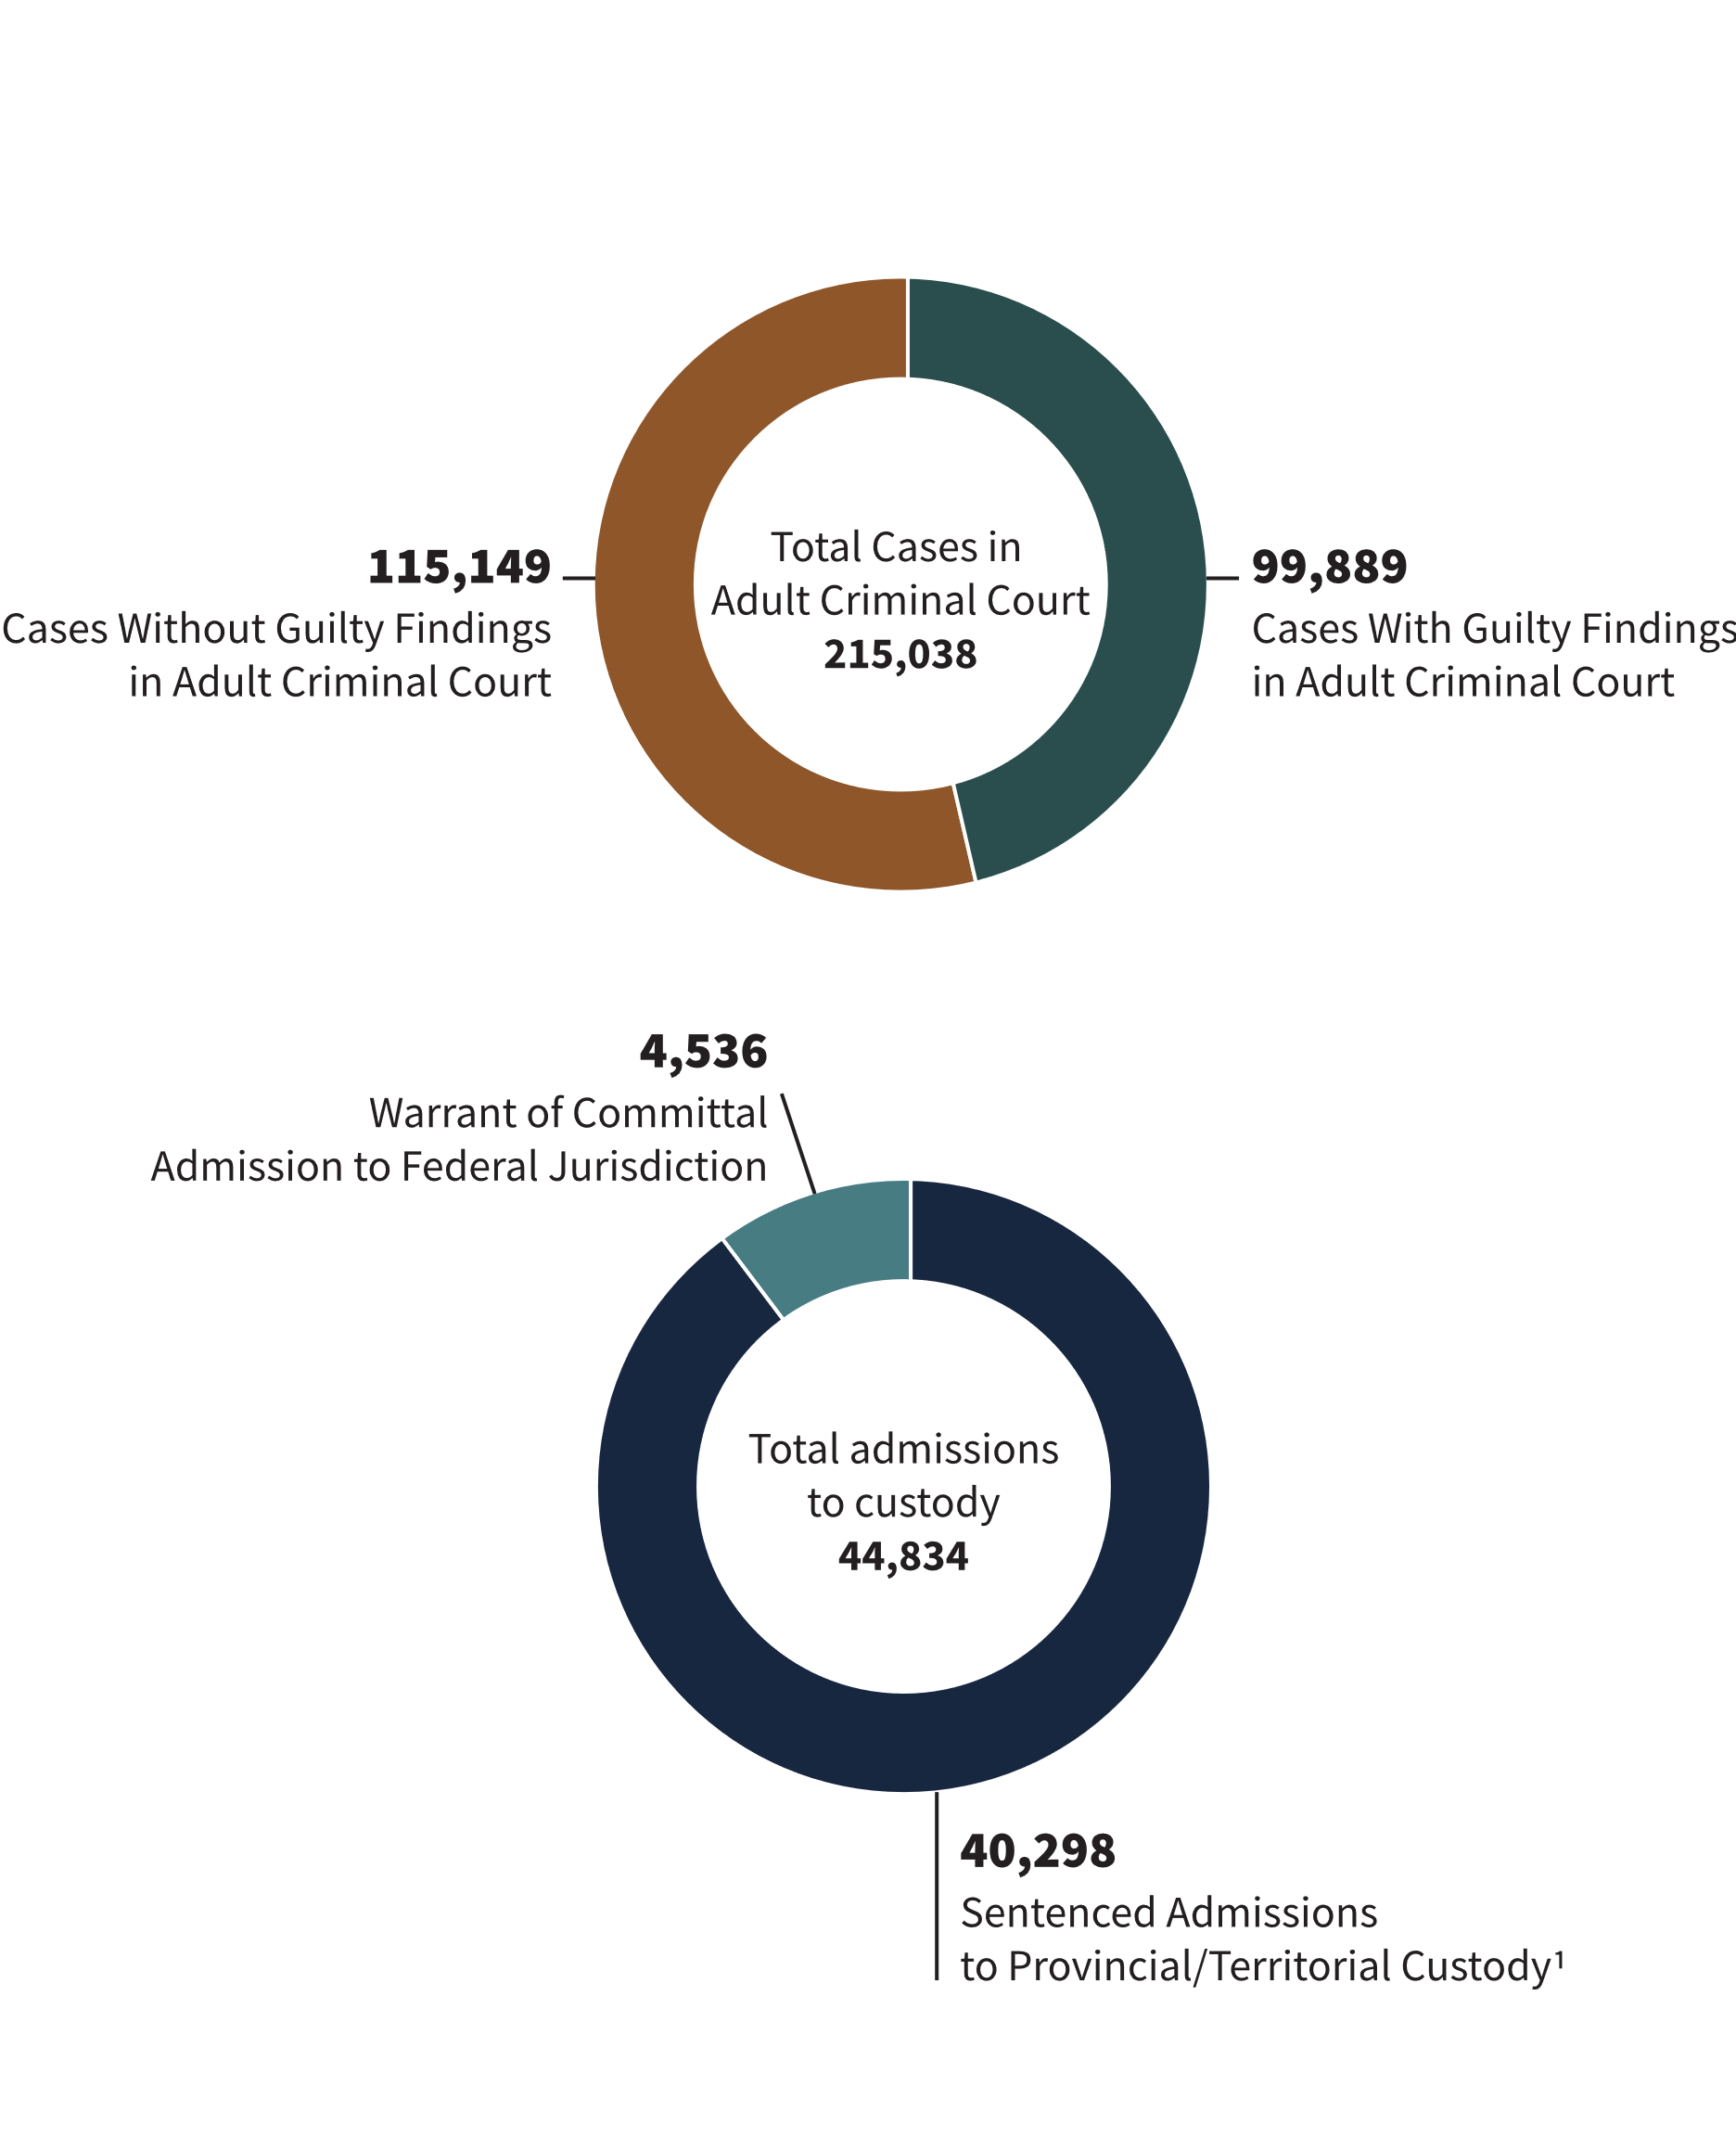 Total Cases in
Adult Criminal Court
215,038
115,149
Cases Without Guilty Findings
in Adult Criminal Court
99,889
Cases With Guilty Findings
in Adult Criminal Court
4,536
Warrant of Committal
Admission to Federal Jurisdiction
Total admissions
to custody
44,834
40,298
Sentenced Admissions
to Provincial/Territorial Custody¹